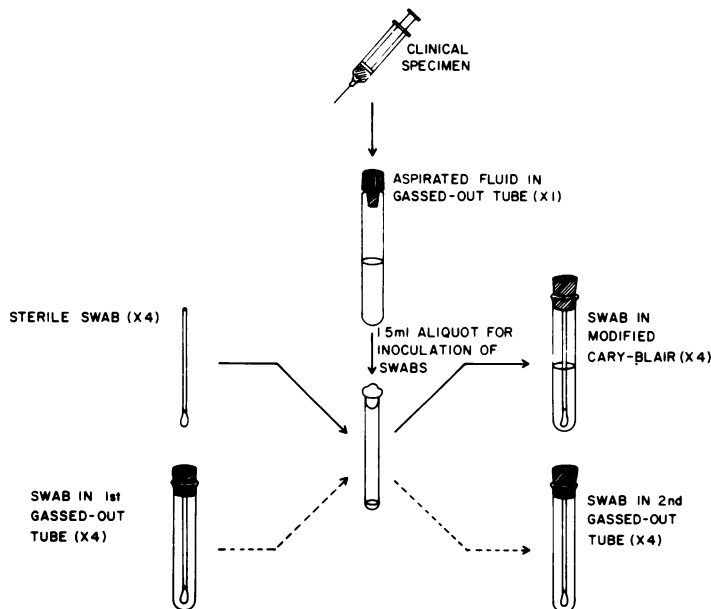 CLINICAL
SPECIMEN
ASPIRATED FLUID IN
GASSED-OUT TUBE (X1)
STERILE SWAB (X4)
1.5ml ALIQUOT FOR
INOCULATION OF
SWABS
SWAB IN
MODIFIED
CARY-BLAIR (X4)
SWAB IN 1st
GASSED-OUT
TUBE (X4)
SWAB IN 2nd
GASSED-OUT
TUBE (X4)